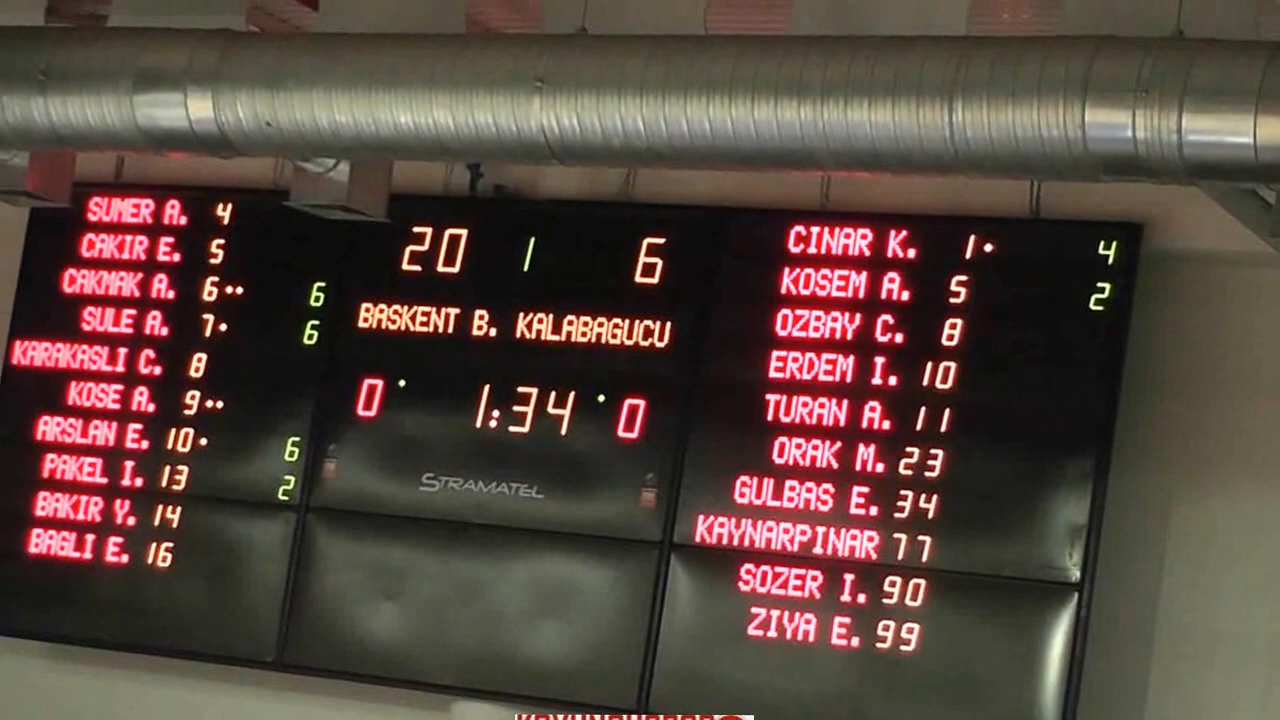 SUMER A. 4
CAKIR E. 5
CAKMAK A. 6•• 6
SULE A. 7• 6
KARAKASLI C. 8
KOSE A. 9••
ARSLAN E. 10• 6
PAKEL I. 13 2
BAKIR Y. 14
BAGLI E. 16
20 1 6
BASKENT B. KALABAGUCU
0 1:34 0
STRAMATEL
CINAR K. 1• 4
KOSEM A. 5 2
OZBAY C. 8
ERDEM I. 10
TURAN A. 11
ORAK M. 23
GULBAS E. 34
KAYNARPINAR 77
SOZER I. 90
ZIYA E. 99